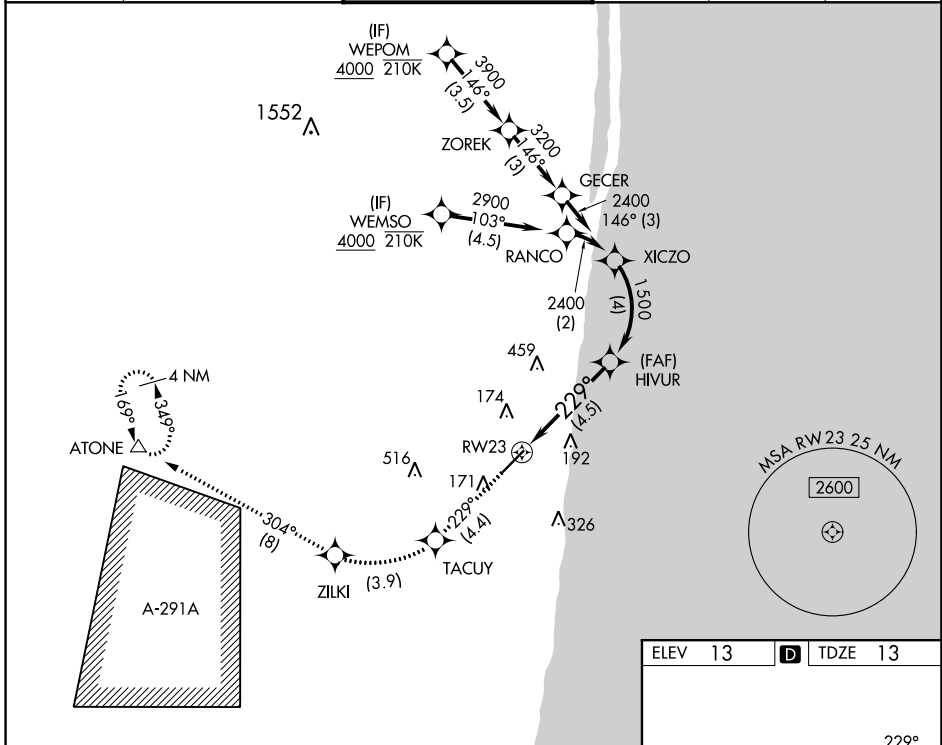 (IF)
WEPOM
4000 210K
3900
146°
(3.5)
1552
ZOREK
3200
146°
(3)
GECER
2400
146° (3)
(IF)
WEMSO
4000 210K
2900
103°
(4.5)
RANCO
XICZO
2400
(2)
1500
(4)
459
(FAF)
HIVUR
4 NM
169°
349°
174
229°
(4.5)
ATONE
RW23
192
516
171
MSA RW 23 25 NM
2600
304°
(8)
229°
(4.4)
326
ZILKI
(3.9)
TACUY
A-291A
ELEV 13 D TDZE 13
229°